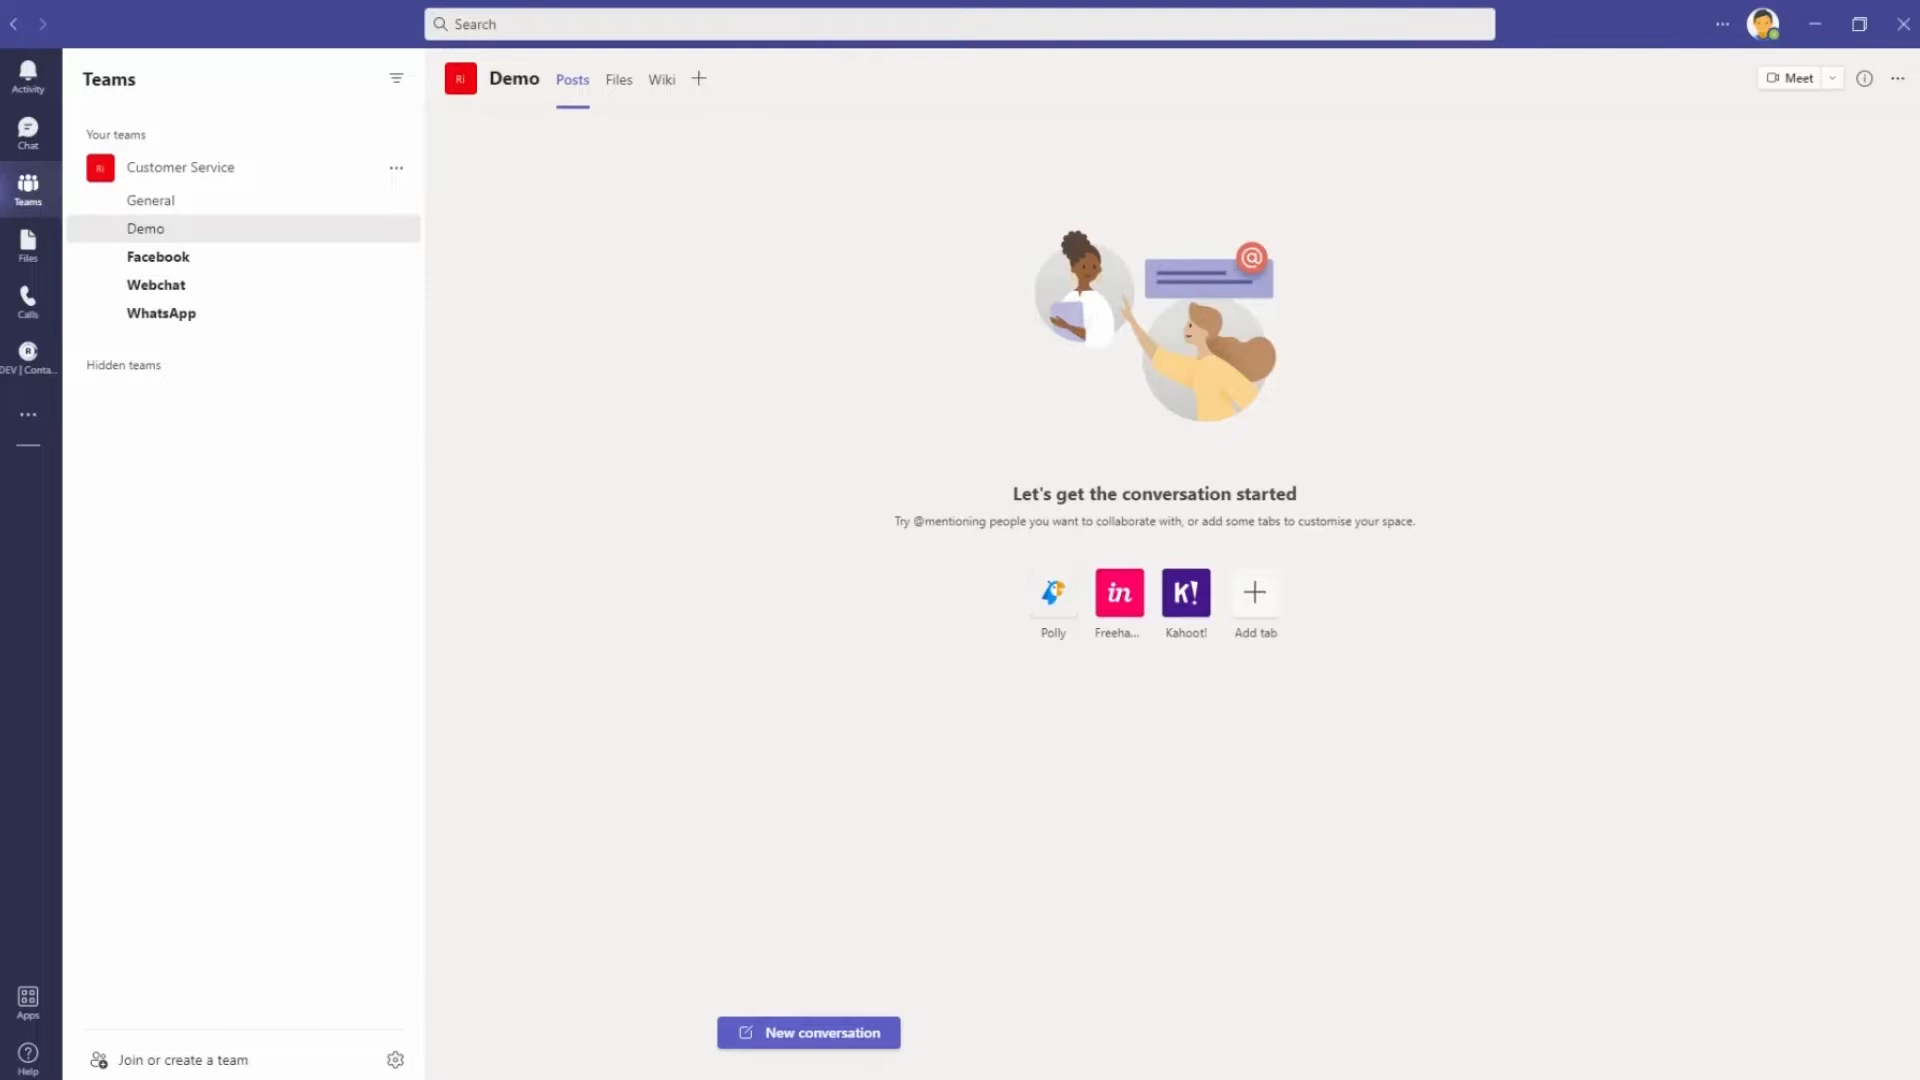 Search
Activity
Chat
Teams
Files
Calls
DEV | Conta...
Apps
Help
Teams
Your teams
Ri
Customer Service
General
Demo
Facebook
Webchat
WhatsApp
Hidden teams
Join or create a team
Ri
Demo
Posts
Files
Wiki
Meet
Let's get the conversation started
Try @mentioning people you want to collaborate with, or add some tabs to customise your space.
in
K!
Polly
Freeha...
Kahoot!
Add tab
New conversation